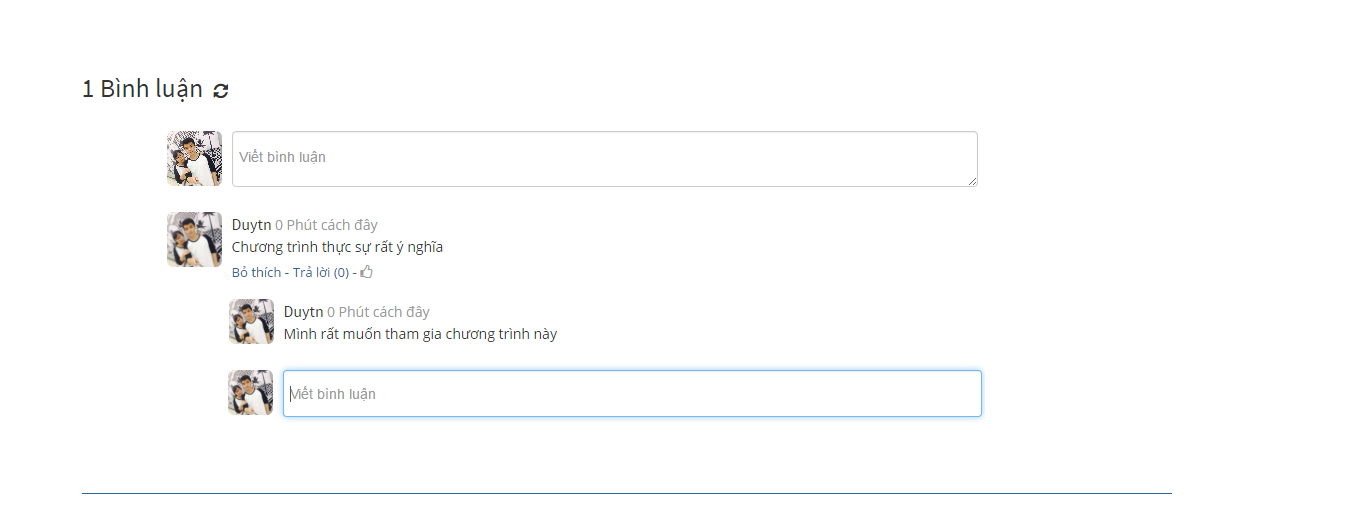 1 Bình luận
Viết bình luận
Duytn 0 Phút cách đây
Chương trình thực sự rất ý nghĩa
Bỏ thích - Trả lời (0) -
Duytn 0 Phút cách đây
Mình rất muốn tham gia chương trình này
Viết bình luận